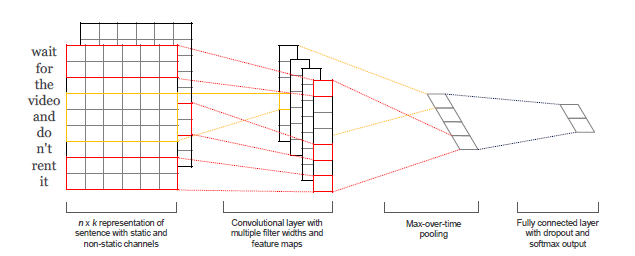 wait
for
the
video
and
do
n't
rent
it
n x k representation of
sentence with static and
non-static channels
Convolutional layer with
multiple filter widths and
feature maps
Max-over-time
pooling
Fully connected layer
with dropout and
softmax output